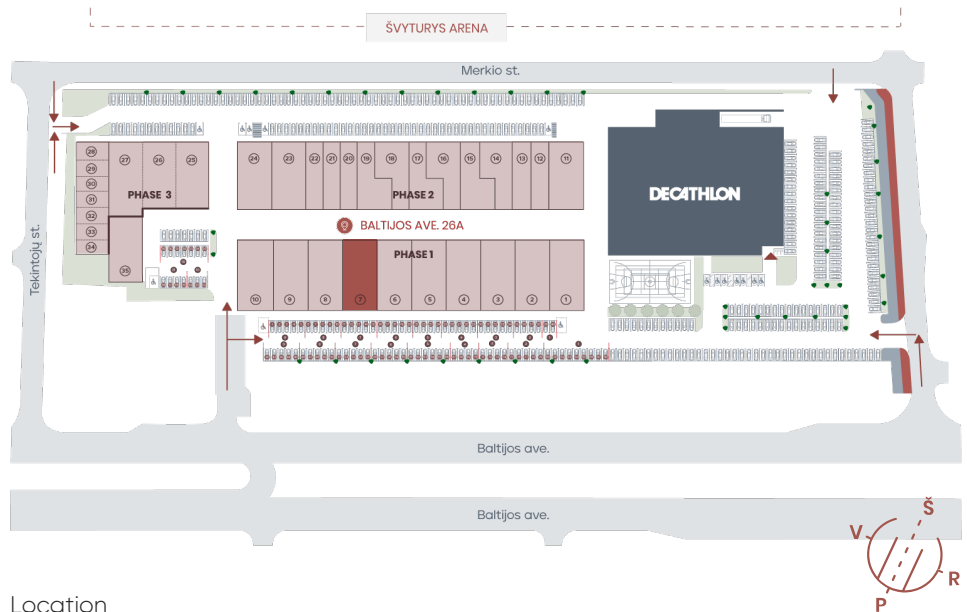 ŠVYTURYS ARENA
Merkio st.
Tekintojų st.
28
29
30
31
32
33
34
27
26
25
PHASE 3
35
24
23
22
21
20
19
18
17
16
15
14
13
12
11
PHASE 2
BALTIJOS AVE. 26A
PHASE 1
10
9
8
7
6
5
4
3
2
1
DECATHLON
Baltijos ave.
Baltijos ave.
Š
V
R
P
Location